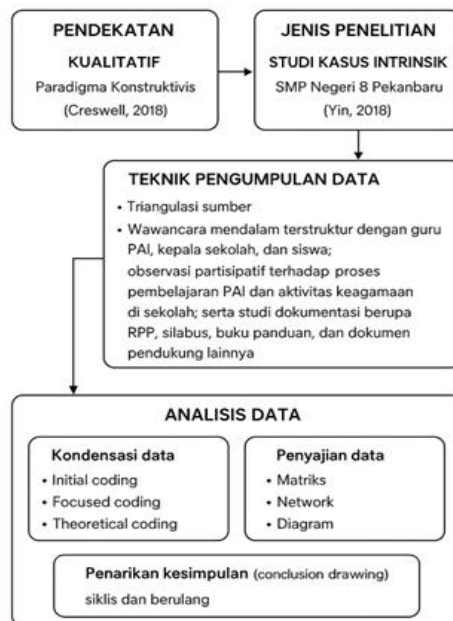 PENDEKATAN
KUALITATIF
Paradigma Konstruktivis
(Creswell, 2018)
JENIS PENELITIAN
STUDI KASUS INTRINSIK
SMP Negeri 8 Pekanbaru
(Yin, 2018)
TEKNIK PENGUMPULAN DATA
• Triangulasi sumber
• Wawancara mendalam terstruktur dengan guru
PAI, kepala sekolah, dan siswa;
observasi partisipatif terhadap proses
pembelajaran PAI dan aktivitas keagamaan
di sekolah; serta studi dokumentasi berupa
RPP, silabus, buku panduan, dan dokumen
pendukung lainnya
ANALISIS DATA
Kondensasi data
• Initial coding
• Focused coding
• Theoretical coding
Penyajian data
• Matriks
• Network
• Diagram
Penarikan kesimpulan (conclusion drawing)
siklis dan berulang